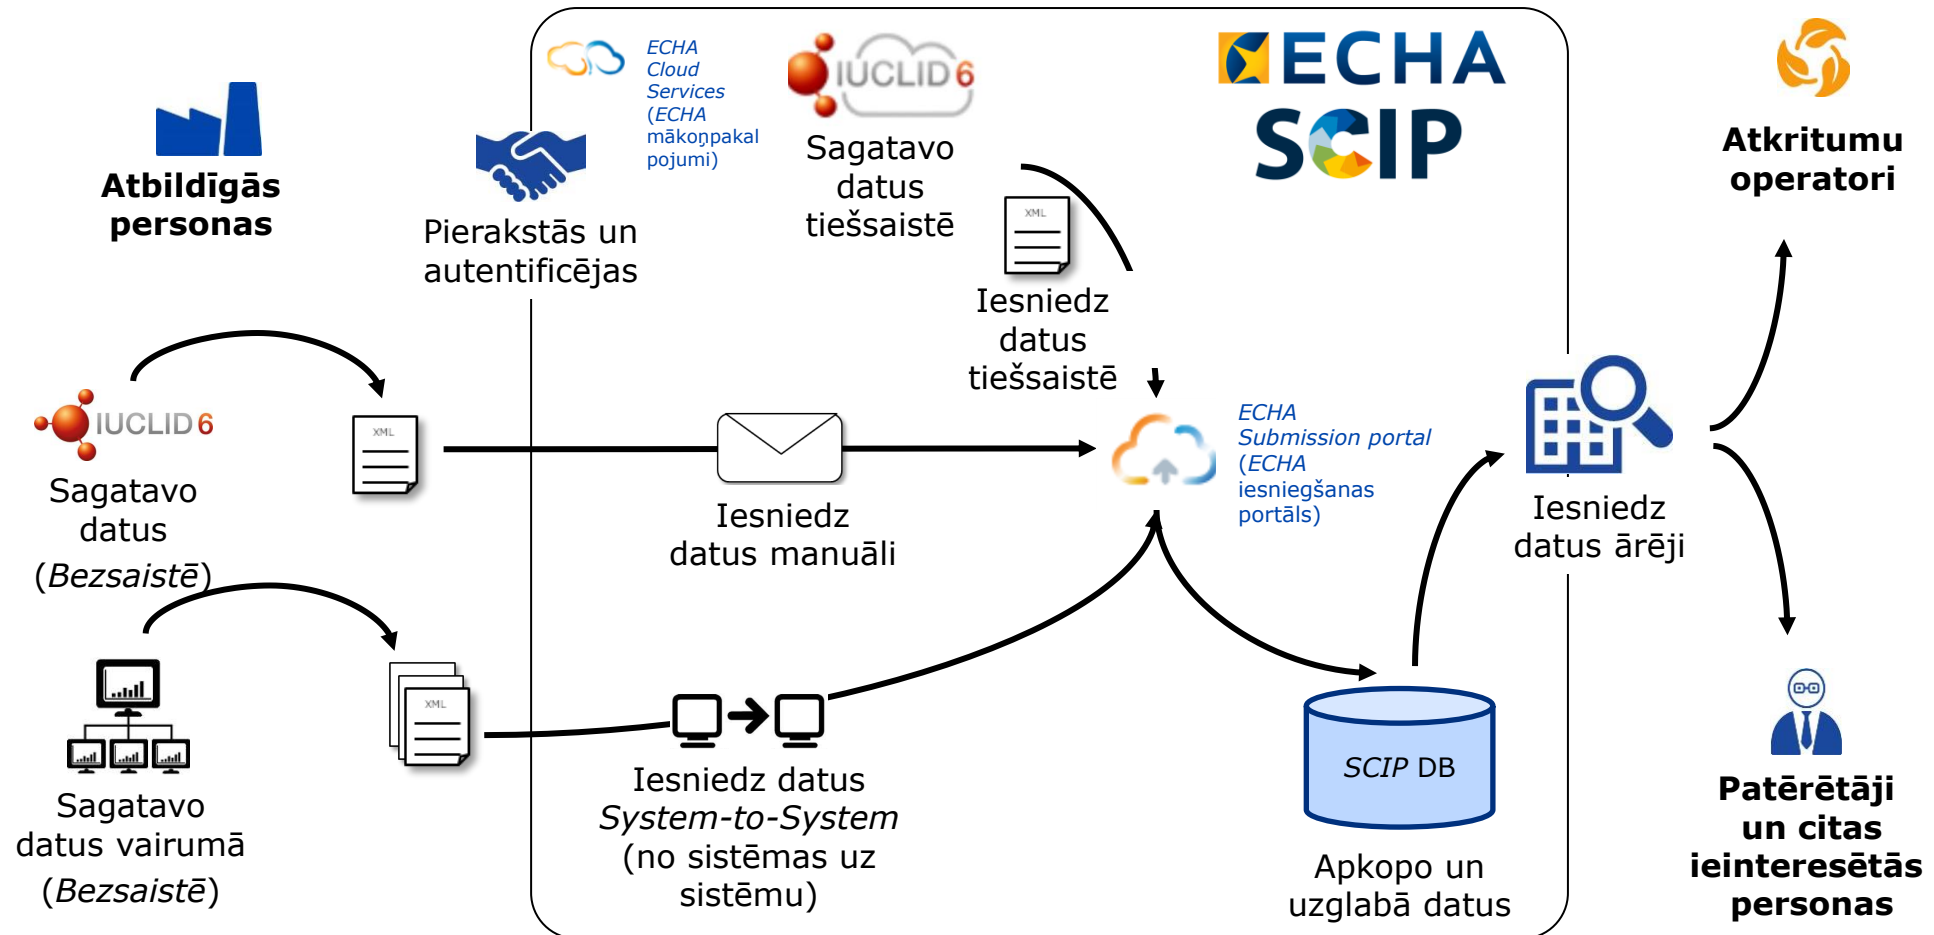 Atbildīgās
personas
Pierakstās un
autentificējas
ECHA
Cloud
Services
(ECHA
mākoņpakal
pojumi)
IUCLID 6
Sagatavo
datus
tiešsaistē
XML
Iesniedz
datus
tiešsaistē
ECHA
SCIP
Atkritumu
operatori
IUCLID 6
Sagatavo
datus
(Bezsaistē)
XML
Iesniedz
datus manuāli
ECHA
Submission portal
(ECHA
iesniegšanas
portāls)
Iesniedz
datus ārēji
Sagatavo
datus vairumā
(Bezsaistē)
XML
Iesniedz datus
System-to-System
(no sistēmas uz
sistēmu)
SCIP DB
Apkopo un
uzglabā datus
Patērētāji
un citas
ieinteresētās
personas